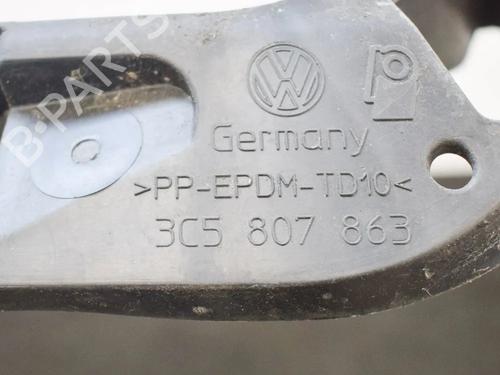 B-PARTS
Germany
>PP-EPDM-TD10<
3C5 807 863